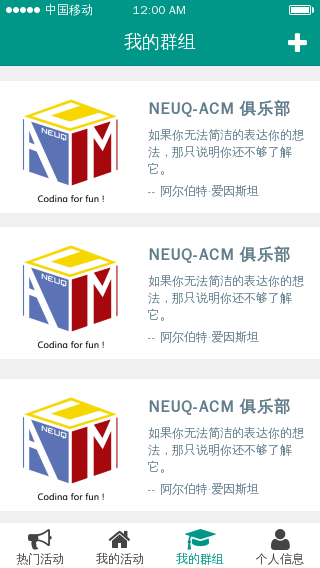 中国移动 12:00 AM
我的群组
NEUQ
ACM
Coding for fun !
NEUQ-ACM 俱乐部
如果你无法简洁的表达你的想
法，那只说明你还不够了解
它。
-- 阿尔伯特·爱因斯坦
NEUQ
ACM
Coding for fun !
NEUQ-ACM 俱乐部
如果你无法简洁的表达你的想
法，那只说明你还不够了解
它。
-- 阿尔伯特·爱因斯坦
NEUQ
ACM
Coding for fun !
NEUQ-ACM 俱乐部
如果你无法简洁的表达你的想
法，那只说明你还不够了解
它。
-- 阿尔伯特·爱因斯坦
热门活动 我的活动 我的群组 个人信息